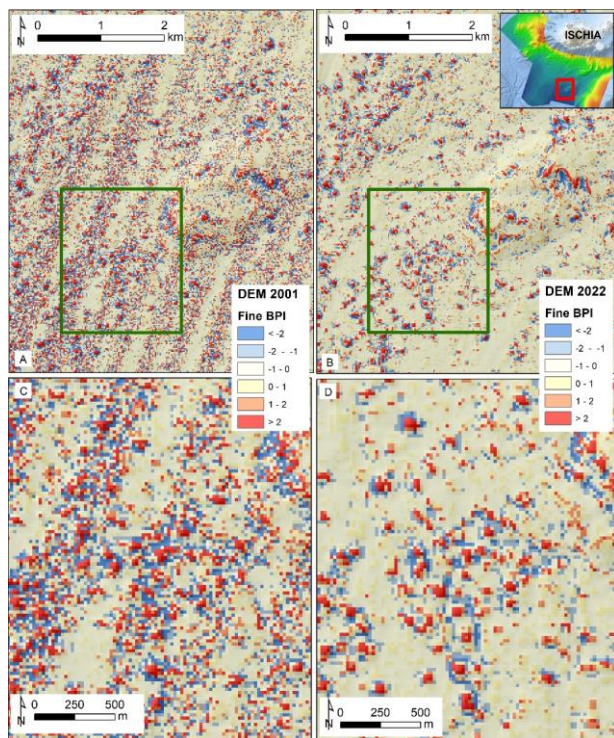 0 1 2
km
0 1 2
km
ISCHIA
DEM 2001
Fine BPI
< -2
-2 - -1
-1 - 0
0 - 1
1 - 2
> 2
A
DEM 2022
Fine BPI
< -2
-2 - -1
-1 - 0
0 - 1
1 - 2
> 2
B
C
D
0 250 500
m
0 250 500
m